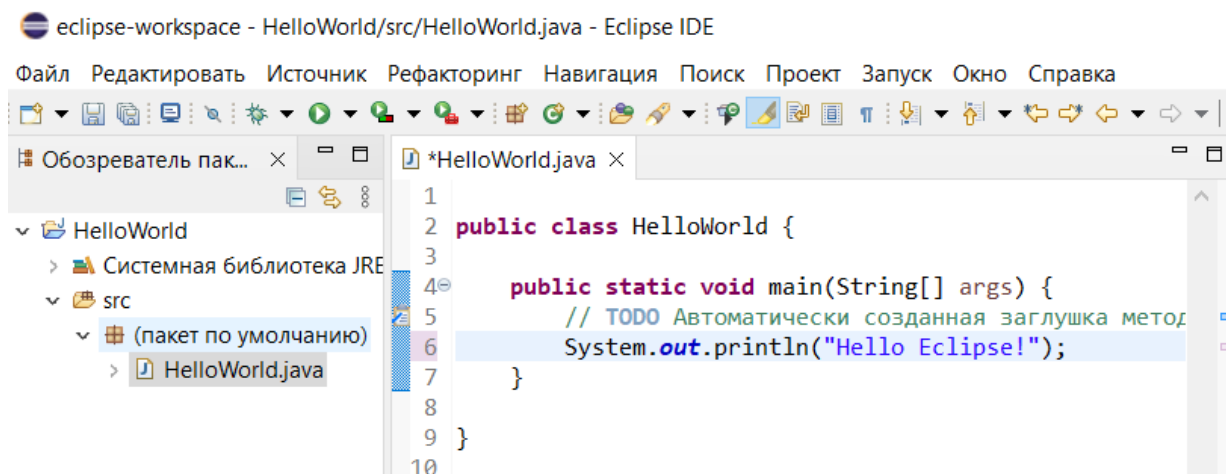 eclipse-workspace - HelloWorld/src/HelloWorld.java - Eclipse IDE
Файл Редактировать Источник Рефакторинг Навигация Поиск Проект Запуск Окно Справка
Обозреватель пак...
*HelloWorld.java
HelloWorld
Системная библиотека JRE
src
(пакет по умолчанию)
HelloWorld.java
1
2 public class HelloWorld {
3
4 public static void main(String[] args) {
5 // TODO Автоматически созданная заглушка метод
6 System.out.println("Hello Eclipse!");
7 }
8
9 }
10